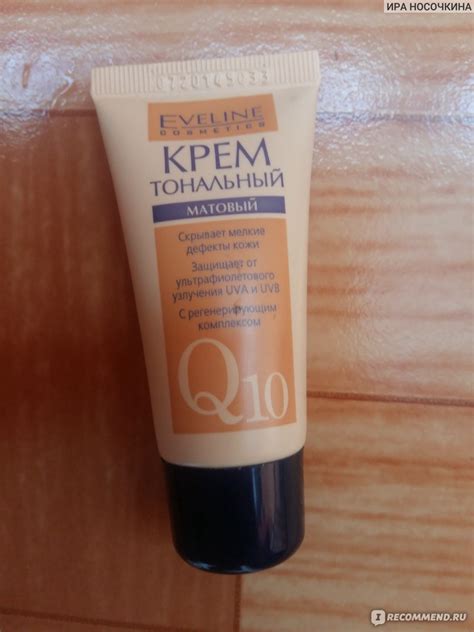 ИРА НОСОЧКИНА
EVELINE
COSMETICS
КРЕМ
ТОНАЛЬНЫЙ
МАТОВЫЙ
Скрывает мелкие
дефекты кожи
Защищает от
ультрафиолетового
узлучения UVA и UVB
С регенерирующим
комплексом
Q10
I RECOMMEND.RU